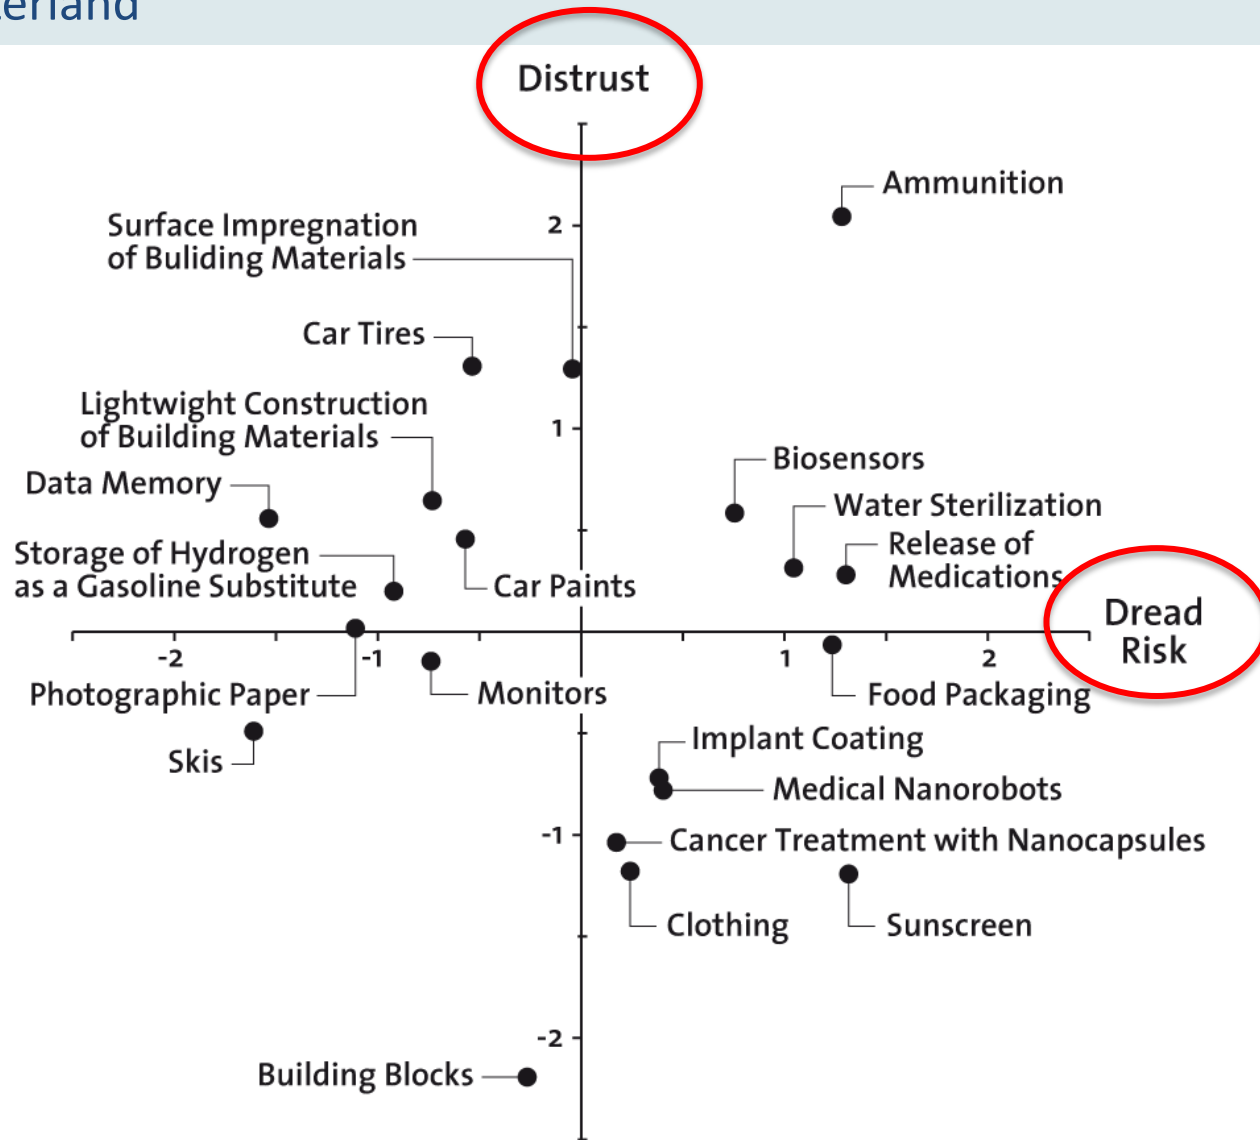 erland
Distrust
Ammunition
Surface Impregnation
of Buliding Materials
2
Car Tires
Lightwight Construction
of Building Materials
1
Biosensors
Data Memory
Water Sterilization
Storage of Hydrogen
as a Gasoline Substitute
Release of
Medications
Car Paints
Dread
Risk
-2
-1
1
2
Photographic Paper
Monitors
Food Packaging
Implant Coating
Skis
Medical Nanorobots
-1
Cancer Treatment with Nanocapsules
Clothing
Sunscreen
-2
Building Blocks